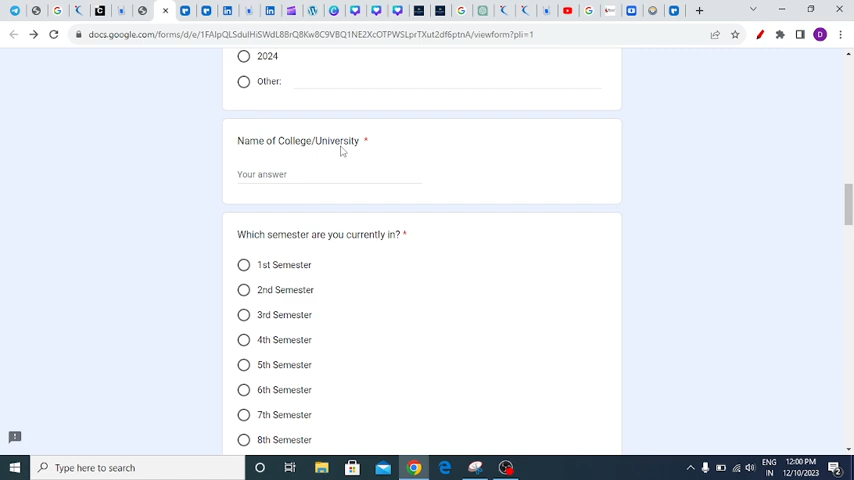 docs.google.com/forms/d/e/1FAIpQLSdulHiSWdL8BrQ8Kw8C9VBQ1NE2XcOTPWSLprTXut2df6ptnA/viewform?pli=1
D
2024
Other:
Name of College/University *
Your answer
Which semester are you currently in? *
1st Semester
2nd Semester
3rd Semester
4th Semester
5th Semester
6th Semester
7th Semester
8th Semester
Type here to search
ENG
IN
12:00 PM
12/10/2023
2